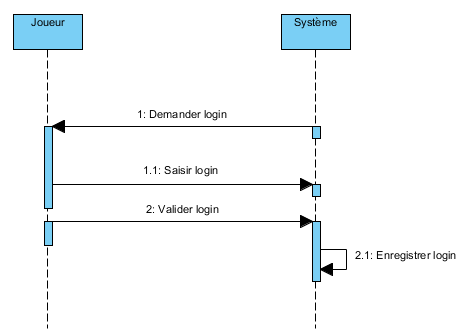 Joueur
Système
1: Demander login
1.1: Saisir login
2: Valider login
2.1: Enregistrer login